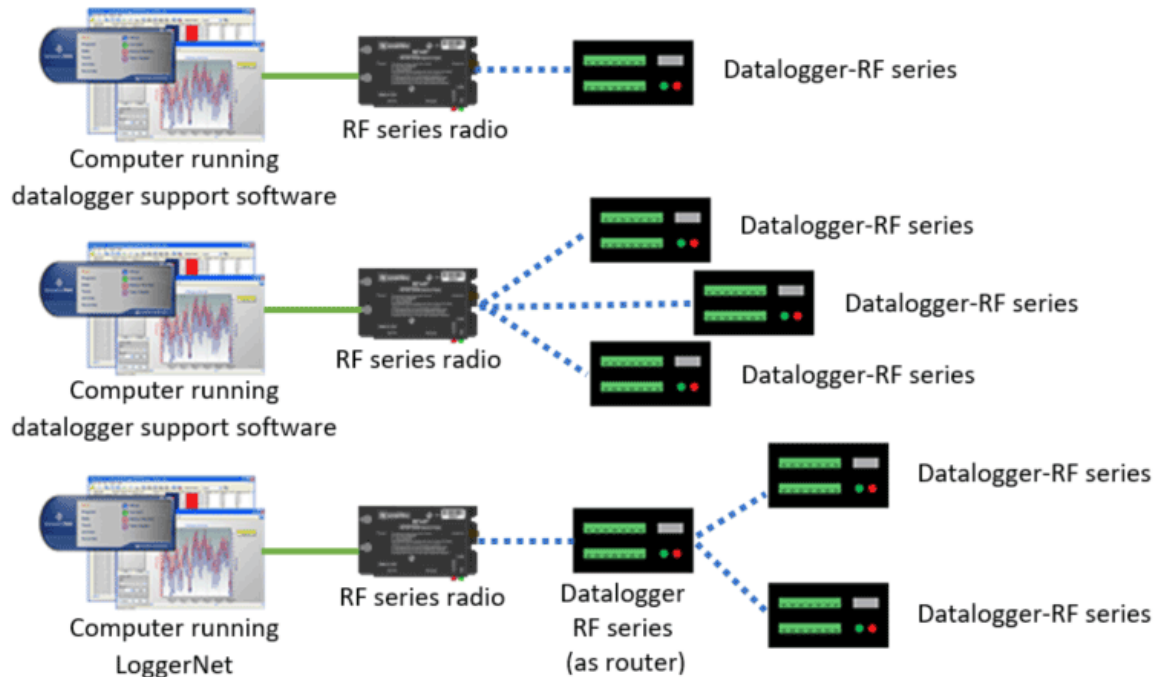 Datalogger-RF series
RF series radio
Computer running
datalogger support software
Datalogger-RF series
Datalogger-RF series
RF series radio
Datalogger-RF series
Computer running
datalogger support software
Datalogger-RF series
RF series radio
Datalogger
RF series
(as router)
Datalogger-RF series
Computer running
LoggerNet